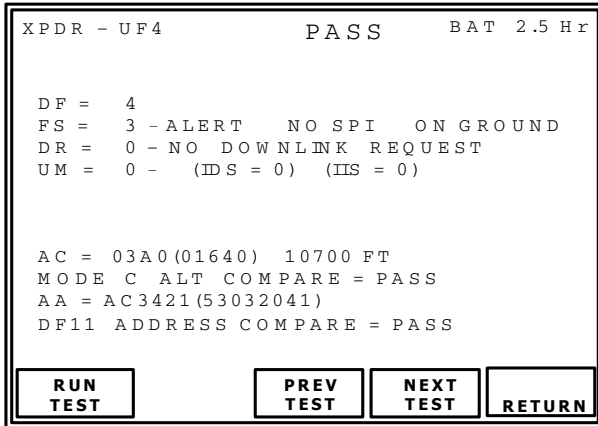 XPDR - UF4 PASS BAT 2.5 Hr
DF = 4
FS = 3 - ALERT NO SPI ON GROUND
DR = 0 - NO DOWNLINK REQUEST
UM = 0 - (IDS = 0) (IIS = 0)
AC = 03A0(01640) 10700 FT
MODE C ALT COMPARE = PASS
AA = AC3421(53032041)
DF11 ADDRESS COMPARE = PASS
RUN TEST
PREV TEST
NEXT TEST
RETURN